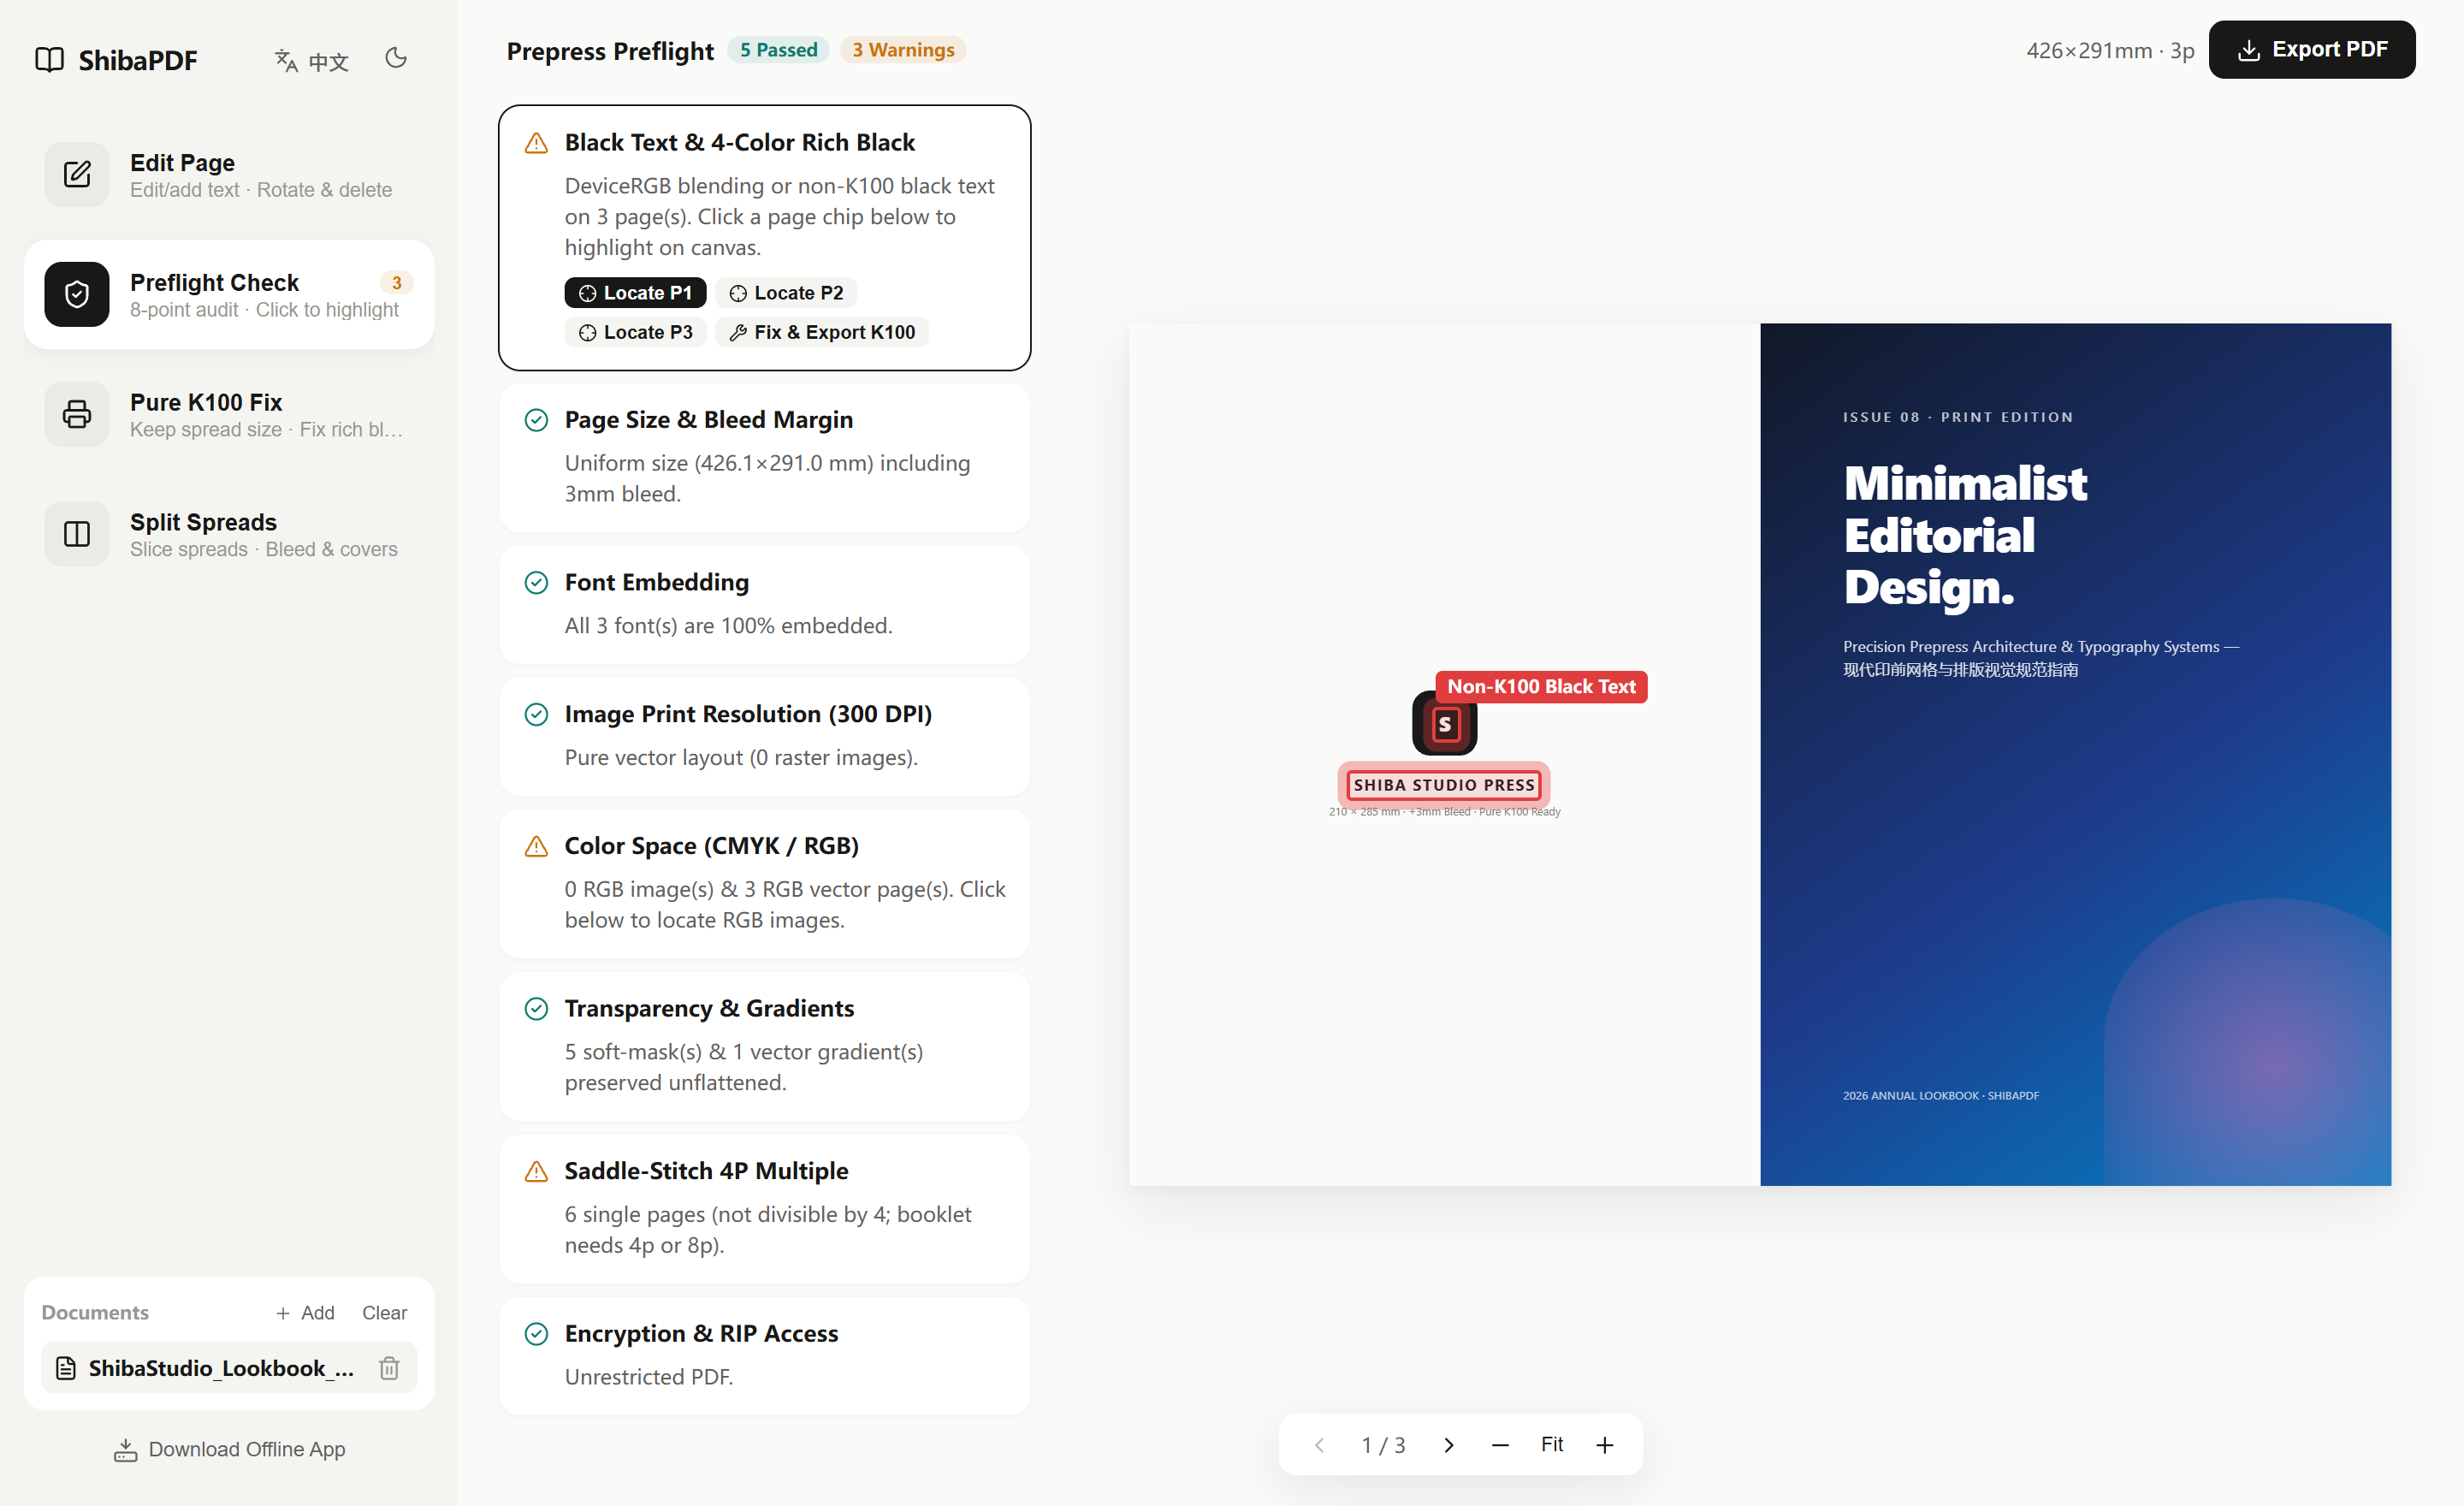 ShibaPDF
中文
Edit Page
Edit/add text · Rotate & delete
Preflight Check
3
8-point audit · Click to highlight
Pure K100 Fix
Keep spread size · Fix rich bl...
Split Spreads
Slice spreads · Bleed & covers
Documents
Add
Clear
ShibaStudio_Lookbook_...
Download Offline App
Prepress Preflight
5 Passed
3 Warnings
426×291mm · 3p
Export PDF
Black Text & 4-Color Rich Black
DeviceRGB blending or non-K100 black text
on 3 page(s). Click a page chip below to
highlight on canvas.
Locate P1
Locate P2
Locate P3
Fix & Export K100
Page Size & Bleed Margin
Uniform size (426.1×291.0 mm) including
3mm bleed.
Font Embedding
All 3 font(s) are 100% embedded.
Image Print Resolution (300 DPI)
Pure vector layout (0 raster images).
Color Space (CMYK / RGB)
0 RGB image(s) & 3 RGB vector page(s). Click
below to locate RGB images.
Transparency & Gradients
5 soft-mask(s) & 1 vector gradient(s)
preserved unflattened.
Saddle-Stitch 4P Multiple
6 single pages (not divisible by 4; booklet
needs 4p or 8p).
Encryption & RIP Access
Unrestricted PDF.
Non-K100 Black Text
S
SHIBA STUDIO PRESS
210 × 285 mm · +3mm Bleed · Pure K100 Ready
ISSUE 08 · PRINT EDITION
Minimalist
Editorial
Design.
Precision Prepress Architecture & Typography Systems —
现代印前网格与排版视觉规范指南
2026 ANNUAL LOOKBOOK · SHIBAPDF
1 / 3
Fit